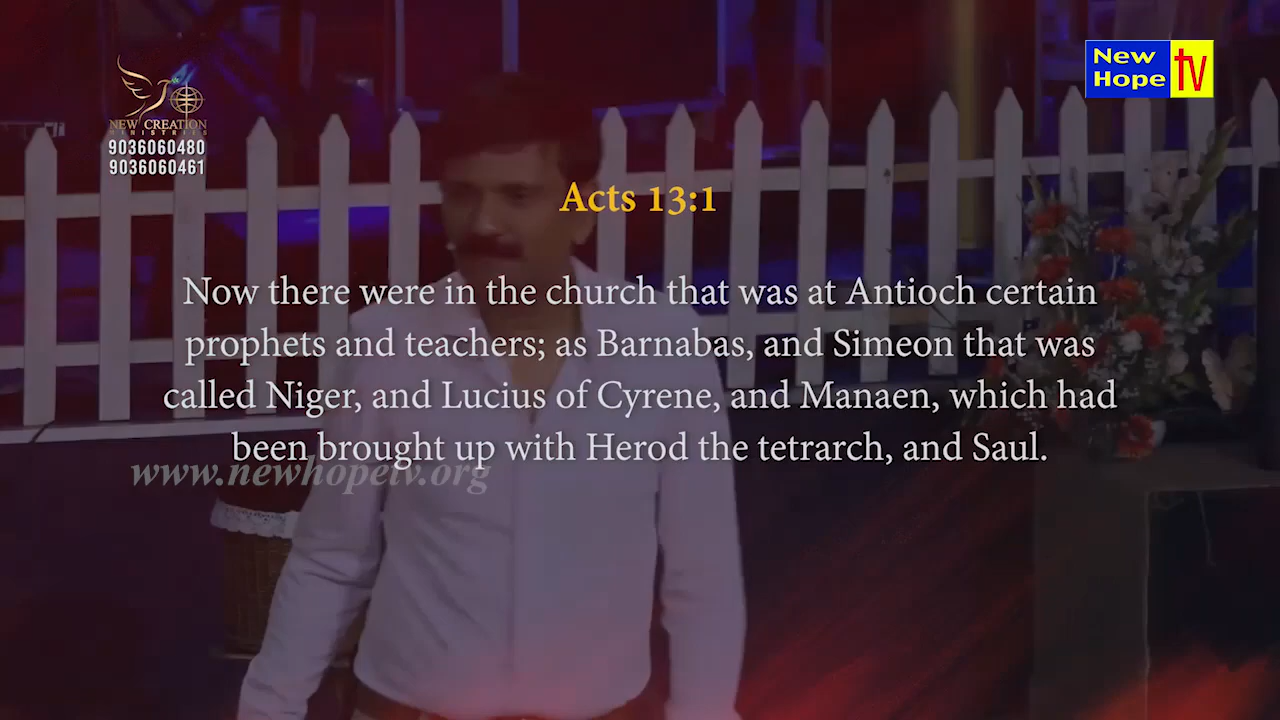 New
Hope
tv
NEW CREATION
MINISTRIES
9036060480
9036060461
Acts 13:1
Now there were in the church that was at Antioch certain
prophets and teachers; as Barnabas, and Simeon that was
called Niger, and Lucius of Cyrene, and Manaen, which had
been brought up with Herod the tetrarch, and Saul.
www.newhopetv.org